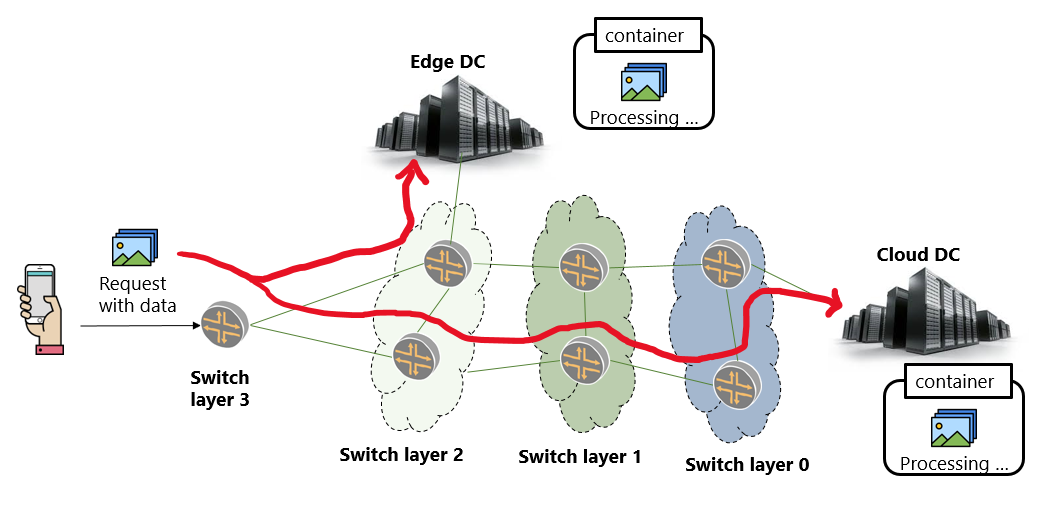 container
Processing ...
Edge DC
Request
with data
Cloud DC
Switch
layer 3
Switch layer 2
Switch layer 1
Switch layer 0
container
Processing ...